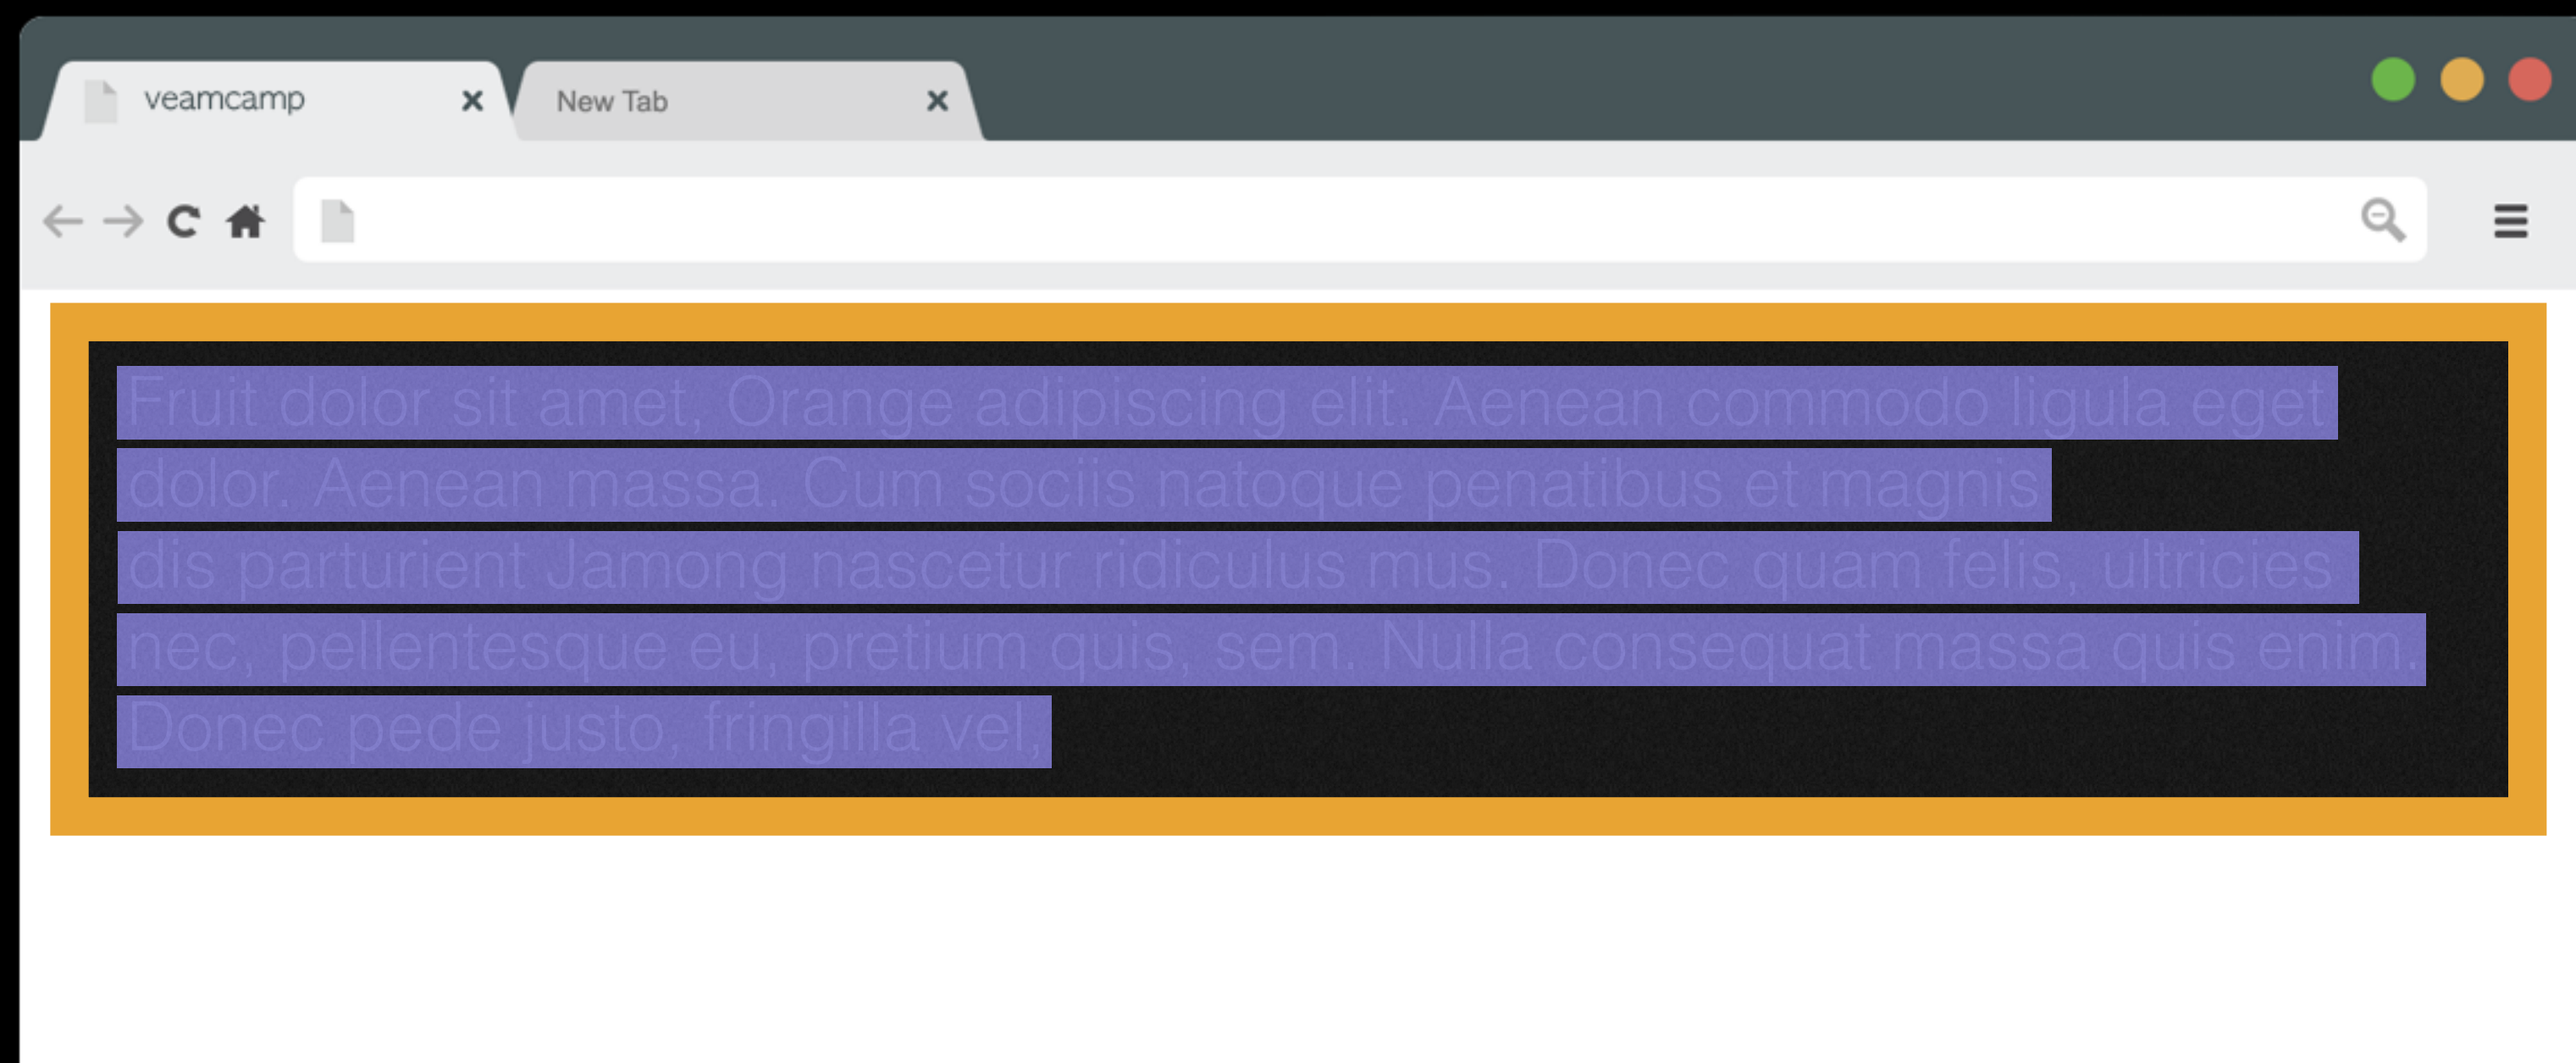 veamcamp
New Tab
Fruit dolor sit amet, Orange adipiscing elit. Aenean commodo ligula eget
dolor. Aenean massa. Cum sociis natoque penatibus et magnis
dis parturient Jamong nascetur ridiculus mus. Donec quam felis, ultricies
nec, pellentesque eu, pretium quis, sem. Nulla consequat massa quis enim.
Donec pede justo, fringilla vel,